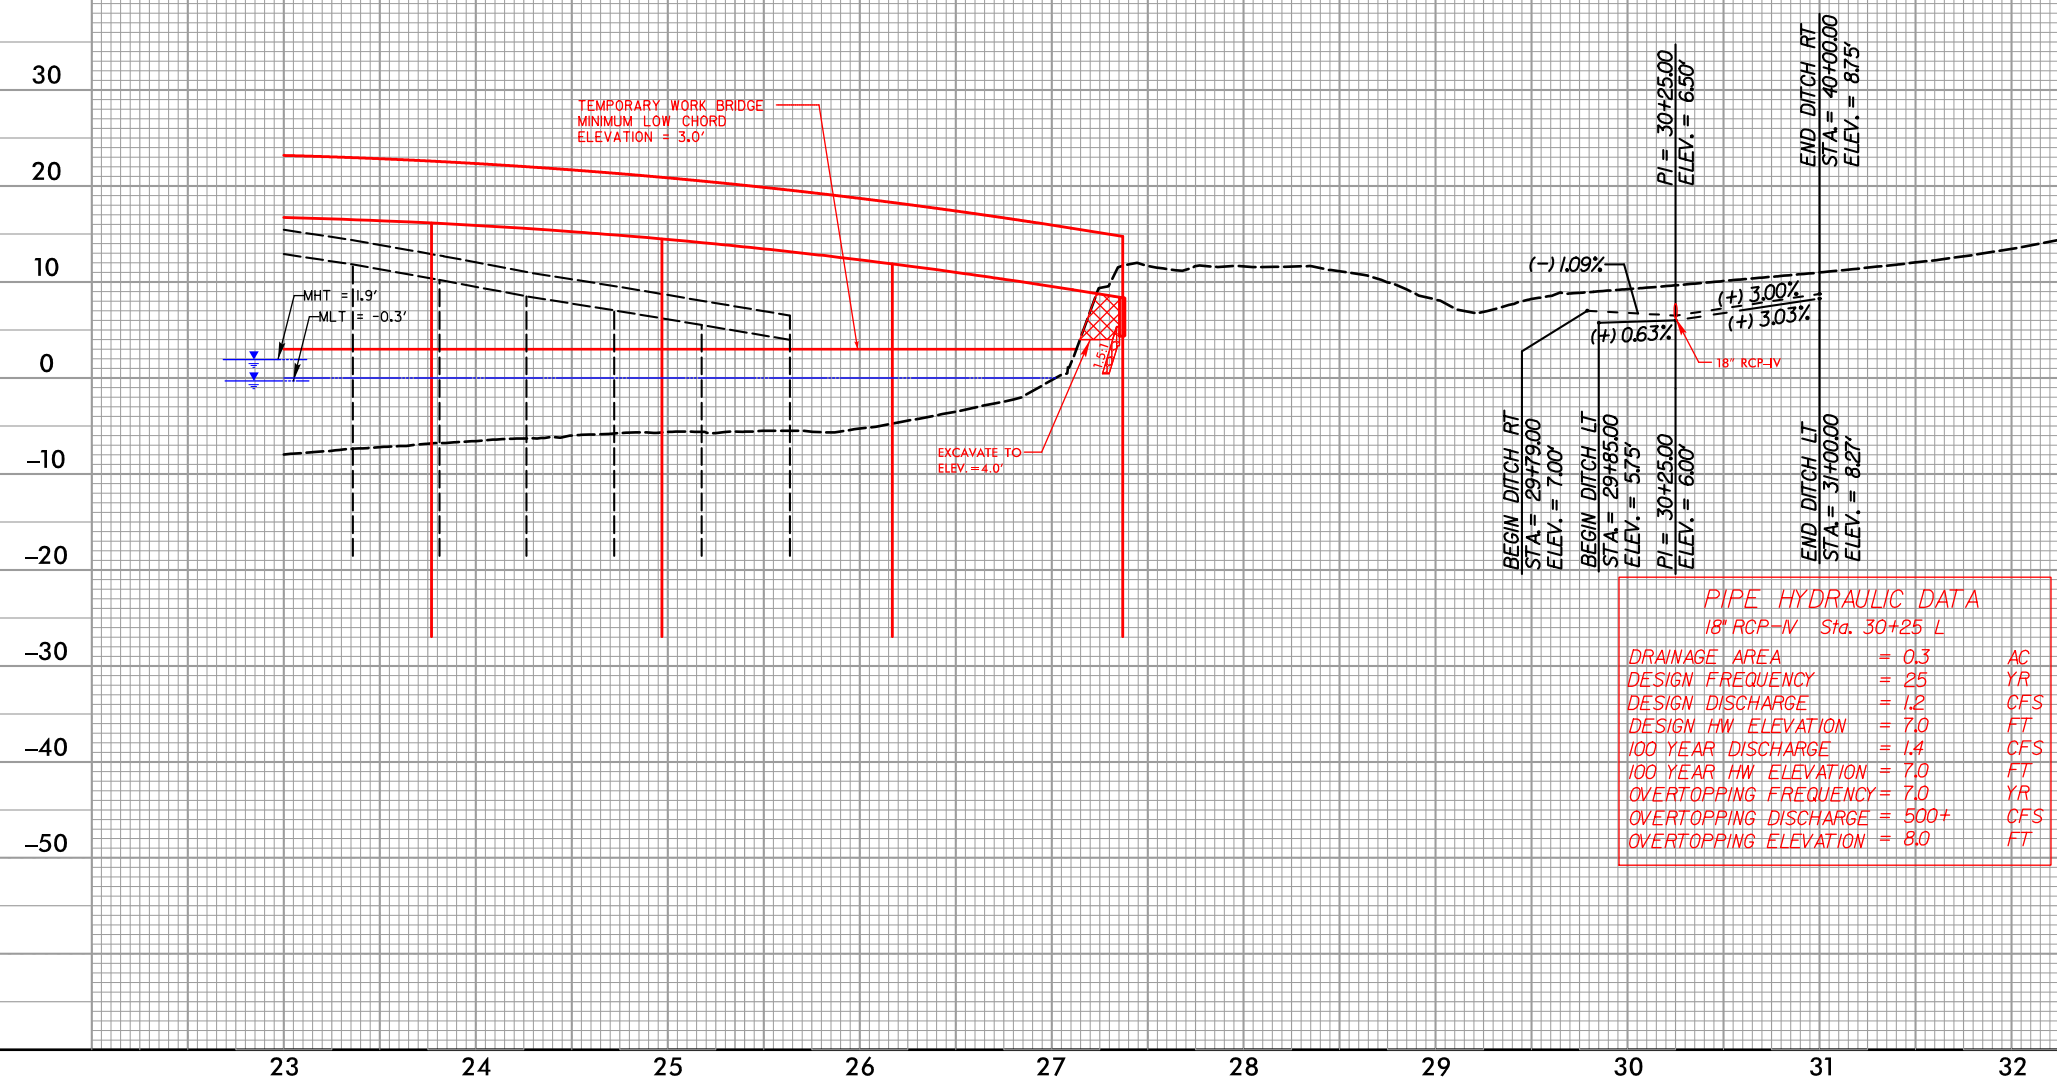 30
20
10
0
-10
-20
-30
-40
-50
TEMPORARY WORK BRIDGE
MINIMUM LOW CHORD
ELEVATION = 3.0'
MHT = 1.9'
MLT = -0.3'
EXCAVATE TO
ELEV.=4.0'
1.5:1
(-) 1.09%
(+) 0.63%
(+) 3.00%
(+) 3.03%
18" RCP-IV
PI = 30+25.00
ELEV. = 6.50'
END DITCH RT
STA. = 40+00.00
ELEV. = 8.75'
BEGIN DITCH RT
STA. = 29+79.00
ELEV. = 7.00'
BEGIN DITCH LT
STA. = 29+85.00
ELEV. = 5.75'
PI = 30+25.00
ELEV. = 6.00'
END DITCH LT
STA. = 31+00.00
ELEV. = 8.27'
PIPE HYDRAULIC DATA
18" RCP-IV Sta. 30+25 L
DRAINAGE AREA = 0.3 AC
DESIGN FREQUENCY = 25 YR
DESIGN DISCHARGE = 1.2 CFS
DESIGN HW ELEVATION = 7.0 FT
100 YEAR DISCHARGE = 1.4 CFS
100 YEAR HW ELEVATION = 7.0 FT
OVERTOPPING FREQUENCY = 7.0 YR
OVERTOPPING DISCHARGE = 500+ CFS
OVERTOPPING ELEVATION = 8.0 FT
23 24 25 26 27 28 29 30 31 32